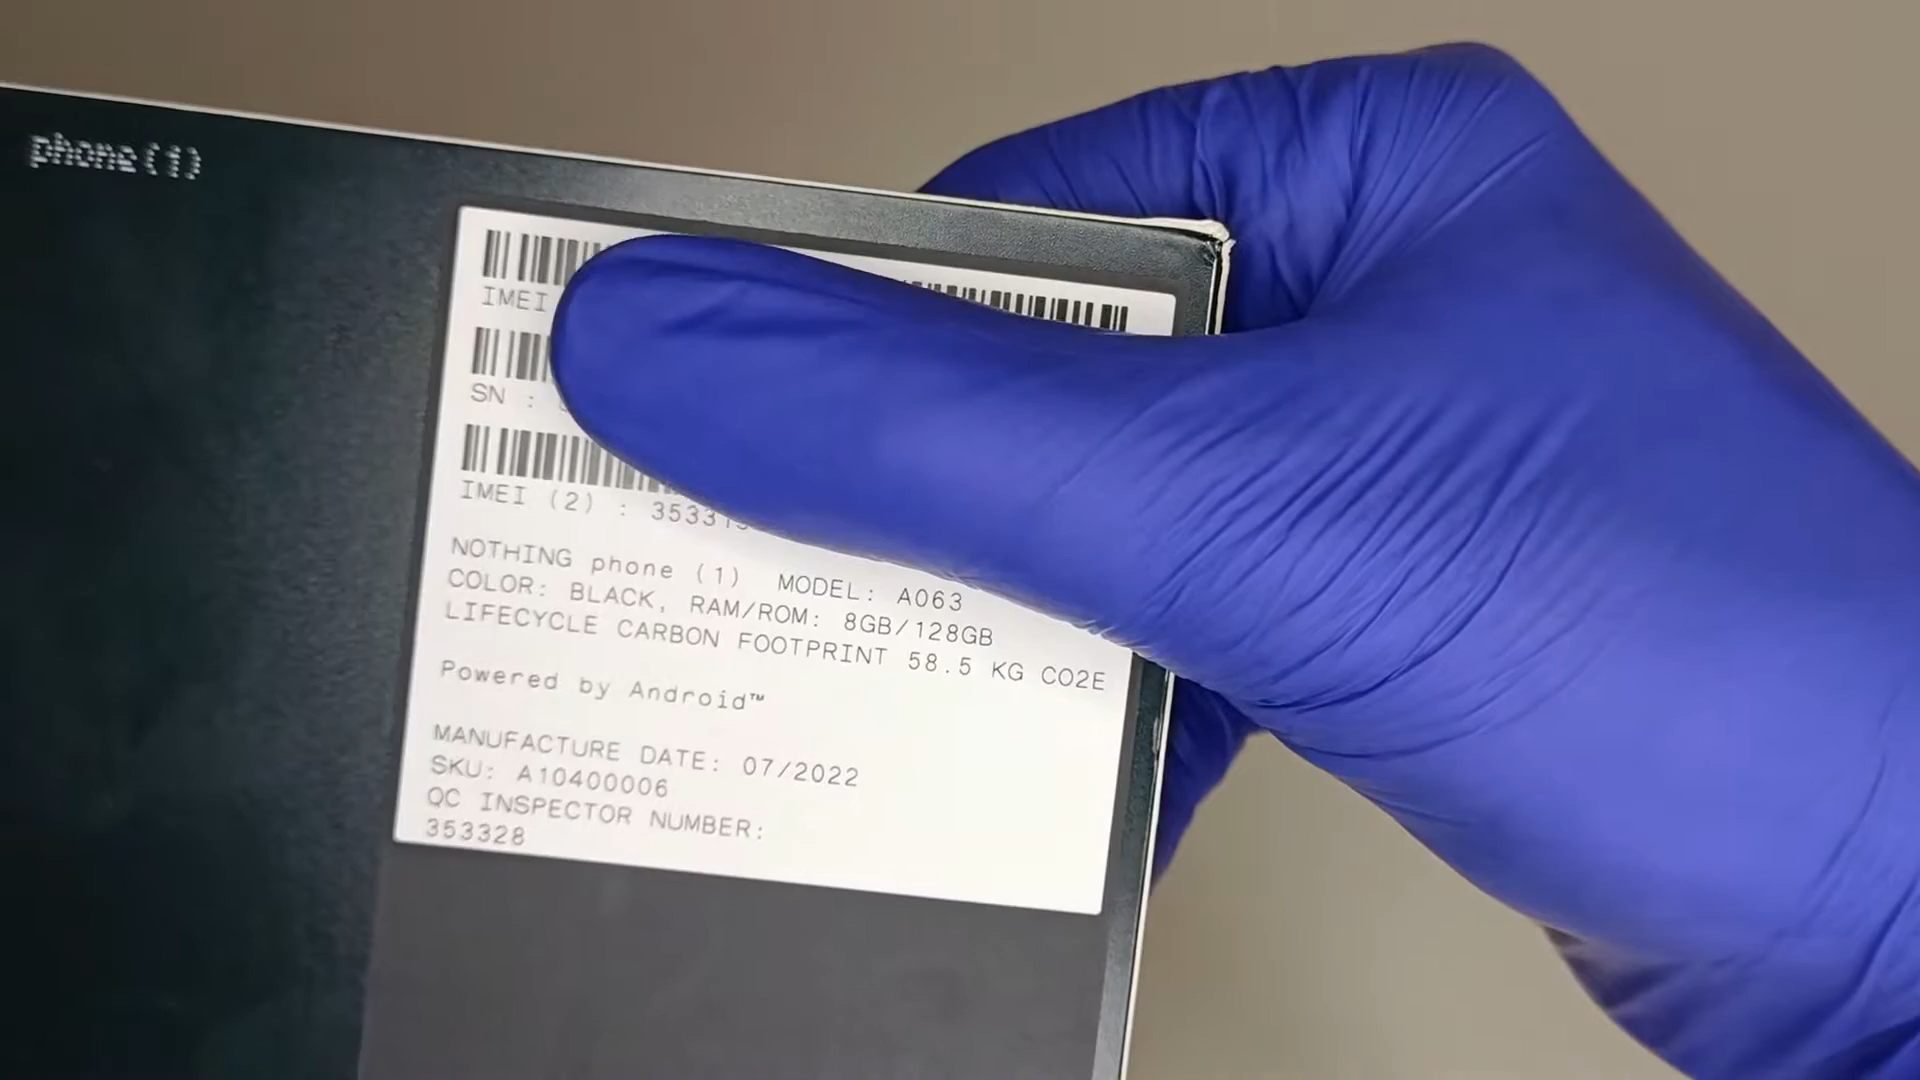 phone(1)
IMEI
SN :
IMEI (2) : 35331
NOTHING phone (1) MODEL: A063
COLOR: BLACK, RAM/ROM: 8GB/128GB
LIFECYCLE CARBON FOOTPRINT 58.5 KG CO2E
Powered by Android™
MANUFACTURE DATE: 07/2022
SKU: A10400006
QC INSPECTOR NUMBER:
353328